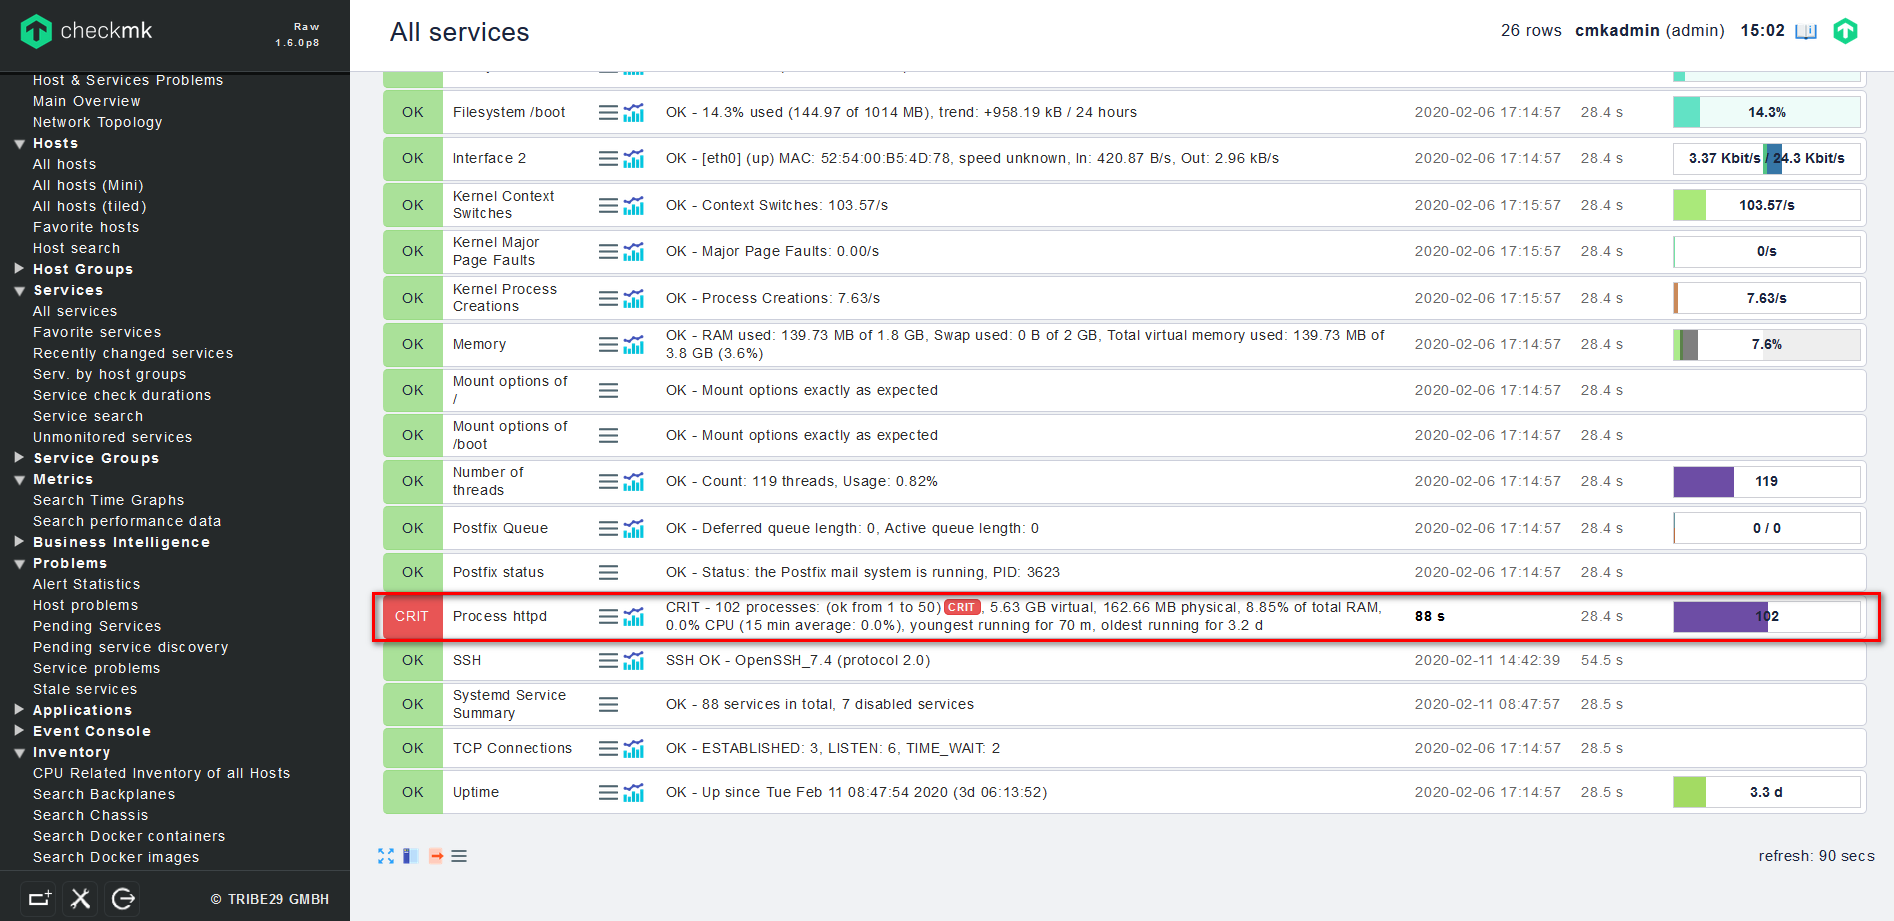 checkmk
Raw
1.6.0p8
All services
26 rows cmkadmin (admin) 15:02
Host & Services Problems
Main Overview
Network Topology
Hosts
All hosts
All hosts (Mini)
All hosts (tiled)
Favorite hosts
Host search
Host Groups
Services
All services
Favorite services
Recently changed services
Serv. by host groups
Service check durations
Service search
Unmonitored services
Service Groups
Metrics
Search Time Graphs
Search performance data
Business Intelligence
Problems
Alert Statistics
Host problems
Pending Services
Pending service discovery
Service problems
Stale services
Applications
Event Console
Inventory
CPU Related Inventory of all Hosts
Search Backplanes
Search Chassis
Search Docker containers
Search Docker images
© TRIBE29 GMBH
OK Filesystem /boot OK - 14.3% used (144.97 of 1014 MB), trend: +958.19 kB / 24 hours 2020-02-06 17:14:57 28.4 s 14.3%
OK Interface 2 OK - [eth0] (up) MAC: 52:54:00:B5:4D:78, speed unknown, In: 420.87 B/s, Out: 2.96 kB/s 2020-02-06 17:14:57 28.4 s 3.37 Kbit/s / 24.3 Kbit/s
Kernel Context
OK Switches OK - Context Switches: 103.57/s 2020-02-06 17:15:57 28.4 s 103.57/s
Kernel Major
OK Page Faults OK - Major Page Faults: 0.00/s 2020-02-06 17:15:57 28.4 s 0/s
Kernel Process
OK Creations OK - Process Creations: 7.63/s 2020-02-06 17:15:57 28.4 s 7.63/s
OK Memory OK - RAM used: 139.73 MB of 1.8 GB, Swap used: 0 B of 2 GB, Total virtual memory used: 139.73 MB of
3.8 GB (3.6%) 2020-02-06 17:14:57 28.4 s 7.6%
Mount options of
OK / OK - Mount options exactly as expected 2020-02-06 17:14:57 28.4 s
Mount options of
OK /boot OK - Mount options exactly as expected 2020-02-06 17:14:57 28.4 s
Number of
OK threads OK - Count: 119 threads, Usage: 0.82% 2020-02-06 17:14:57 28.4 s 119
OK Postfix Queue OK - Deferred queue length: 0, Active queue length: 0 2020-02-06 17:14:57 28.4 s 0 / 0
OK Postfix status OK - Status: the Postfix mail system is running, PID: 3623 2020-02-06 17:14:57 28.4 s
CRIT Process httpd CRIT - 102 processes: (ok from 1 to 50) CRIT, 5.63 GB virtual, 162.66 MB physical, 8.85% of total RAM,
0.0% CPU (15 min average: 0.0%), youngest running for 70 m, oldest running for 3.2 d 88 s 28.4 s 102
OK SSH SSH OK - OpenSSH_7.4 (protocol 2.0) 2020-02-11 14:42:39 54.5 s
Systemd Service
OK Summary OK - 88 services in total, 7 disabled services 2020-02-11 08:47:57 28.5 s
OK TCP Connections OK - ESTABLISHED: 3, LISTEN: 6, TIME_WAIT: 2 2020-02-06 17:14:57 28.5 s
OK Uptime OK - Up since Tue Feb 11 08:47:54 2020 (3d 06:13:52) 2020-02-06 17:14:57 28.5 s 3.3 d
refresh: 90 secs